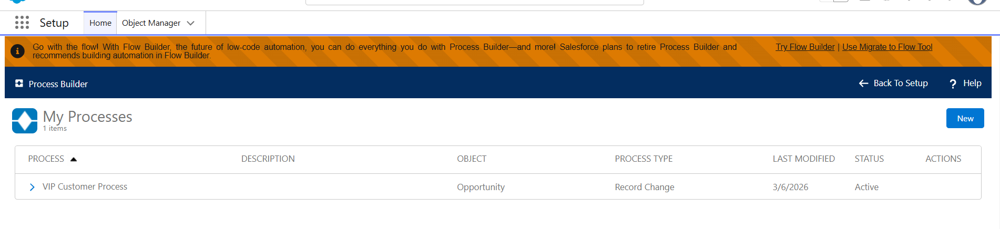 Setup
Home
Object Manager
Go with the flow! With Flow Builder, the future of low-code automation, you can do everything you do with Process Builder—and more! Salesforce plans to retire Process Builder and
recommends building automation in Flow Builder.
Try Flow Builder | Use Migrate to Flow Tool
Process Builder
Back To Setup
? Help
My Processes
1 items
New
PROCESS DESCRIPTION OBJECT PROCESS TYPE LAST MODIFIED STATUS ACTIONS
VIP Customer Process Opportunity Record Change 3/6/2026 Active